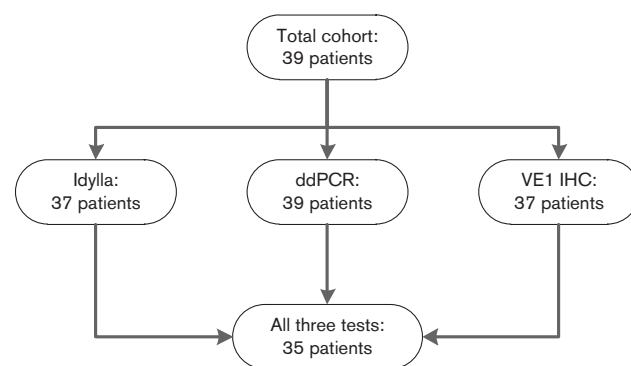 Total cohort:
39 patients
Idylla:
37 patients
ddPCR:
39 patients
VE1 IHC:
37 patients
All three tests:
35 patients